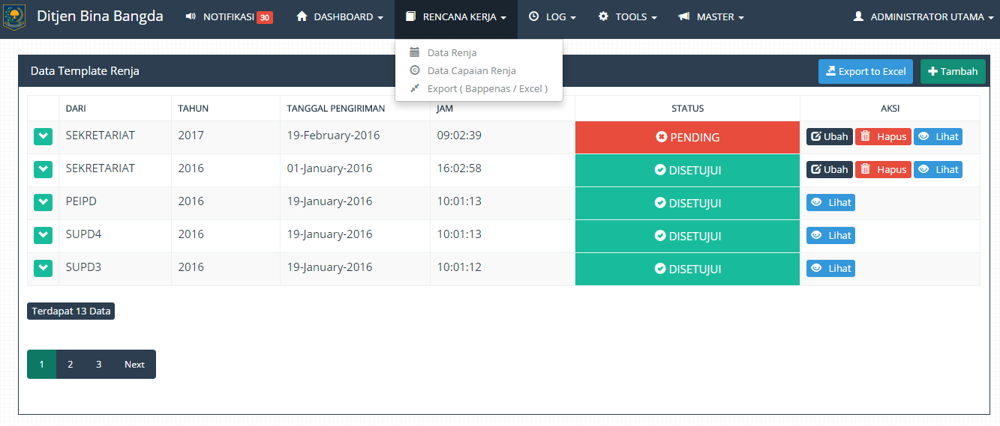 Ditjen Bina Bangda NOTIFIKASI 30 DASHBOARD RENCANA KERJA LOG TOOLS MASTER ADMINISTRATOR UTAMA
Data Renja
Data Capaian Renja
Export ( Bappenas / Excel )
Data Template Renja Export to Excel Tambah
DARI TAHUN TANGGAL PENGIRIMAN JAM STATUS AKSI
SEKRETARIAT 2017 19-February-2016 09:02:39 PENDING Ubah Hapus Lihat
SEKRETARIAT 2016 01-January-2016 16:02:58 DISETUJUI Ubah Hapus Lihat
PEIPD 2016 19-January-2016 10:01:13 DISETUJUI Lihat
SUPD4 2016 19-January-2016 10:01:13 DISETUJUI Lihat
SUPD3 2016 19-January-2016 10:01:12 DISETUJUI Lihat
Terdapat 13 Data
1 2 3 Next